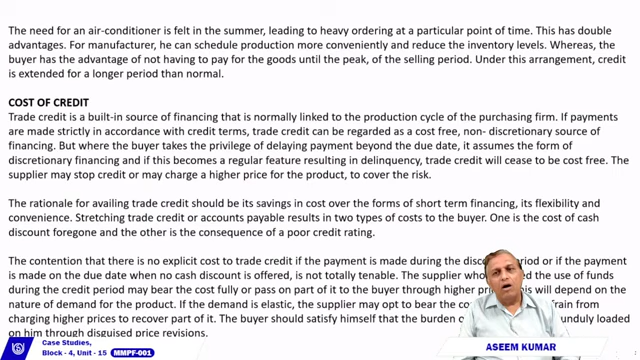 The need for an air-conditioner is felt in the summer, leading to heavy ordering at a particular point of time. This has double
advantages. For manufacturer, he can schedule production more conveniently and reduce the inventory levels. Whereas, the
buyer has the advantage of not having to pay for the goods until the peak, of the selling period. Under this arrangement, credit
is extended for a longer period than normal.
COST OF CREDIT
Trade credit is a built-in source of financing that is normally linked to the production cycle of the purchasing firm. If payments
are made strictly in accordance with credit terms, trade credit can be regarded as a cost free, non- discretionary source of
financing. But where the buyer takes the privilege of delaying payment beyond the due date, it assumes the form of
discretionary financing and if this becomes a regular feature resulting in delinquency, trade credit will cease to be cost free. The
supplier may stop credit or may charge a higher price for the product, to cover the risk.
The rationale for availing trade credit should be its savings in cost over the forms of short term financing, its flexibility and
convenience. Stretching trade credit or accounts payable results in two types of costs to the buyer. One is the cost of cash
discount foregone and the other is the consequence of a poor credit rating.
The contention that there is no explicit cost to trade credit if the payment is made during the period or if the payment
is made on the due date when no cash discount is offered, is not totally tenable. The supplier the use of funds
during the credit period may bear the cost fully or pass on part of it to the buyer through higher will depend on
the nature of demand for the product. If the demand is elastic, the supplier may opt to bear the from
charging higher prices to recover part of it. The buyer should satisfy himself that the burden unduly loaded
on him through disguised price revisions.
Case Studies,
Block - 4, Unit - 15 MMPF-001
ASEEM KUMAR